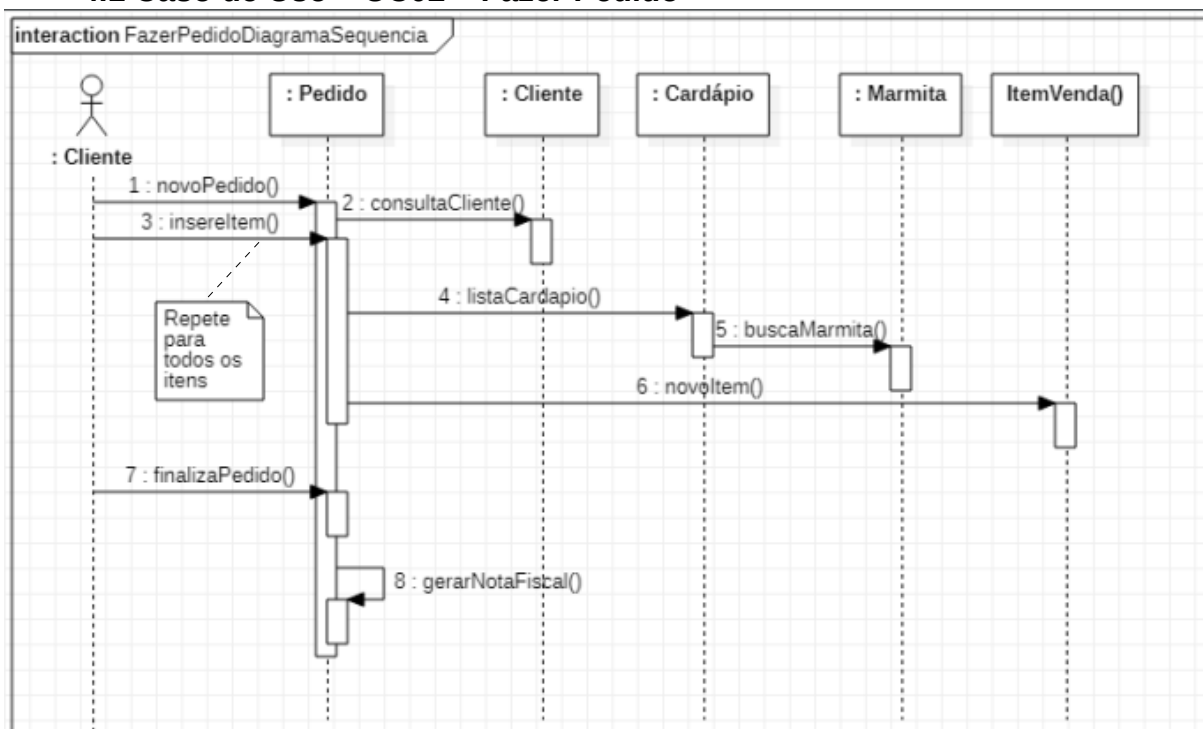 interaction FazerPedidoDiagramaSequencia
: Cliente
: Pedido
: Cliente
: Cardápio
: Marmita
ItemVenda()
1 : novoPedido()
2 : consultaCliente()
3 : insereItem()
4 : listaCardapio()
Repete
para
todos os
itens
5 : buscaMarmita()
6 : novoItem()
7 : finalizaPedido()
8 : gerarNotaFiscal()